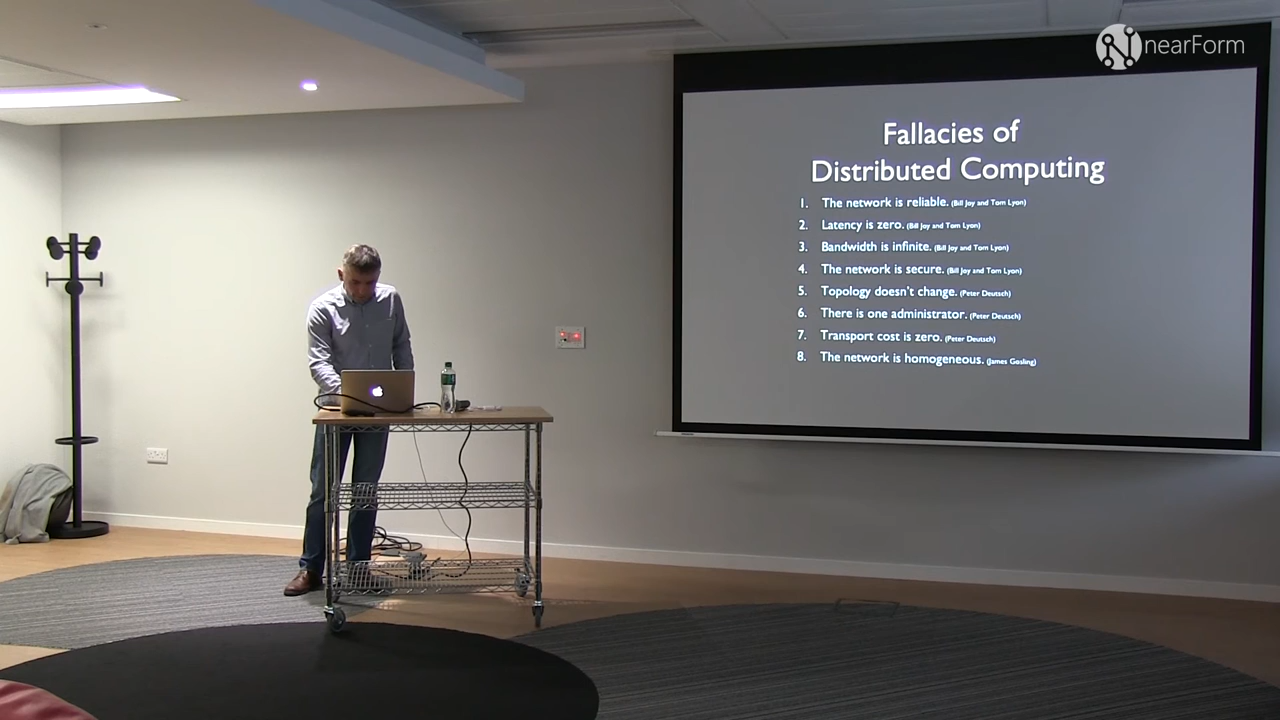 nearForm
Fallacies of
Distributed Computing
1. The network is reliable. (Bill Joy and Tom Lyon)
2. Latency is zero. (Bill Joy and Tom Lyon)
3. Bandwidth is infinite. (Bill Joy and Tom Lyon)
4. The network is secure. (Bill Joy and Tom Lyon)
5. Topology doesn't change. (Peter Deutsch)
6. There is one administrator. (Peter Deutsch)
7. Transport cost is zero. (Peter Deutsch)
8. The network is homogeneous. (James Gosling)